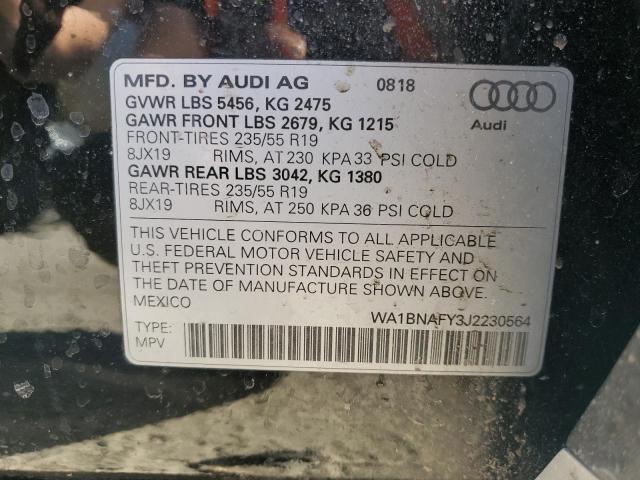 MFD. BY AUDI AG 0818
GVWR LBS 5456, KG 2475
GAWR FRONT LBS 2679, KG 1215
FRONT-TIRES 235/55 R19
8JX19 RIMS, AT 230 KPA 33 PSI COLD
GAWR REAR LBS 3042, KG 1380
REAR-TIRES 235/55 R19
8JX19 RIMS, AT 250 KPA 36 PSI COLD
Audi
THIS VEHICLE CONFORMS TO ALL APPLICABLE
U.S. FEDERAL MOTOR VEHICLE SAFETY AND
THEFT PREVENTION STANDARDS IN EFFECT ON
THE DATE OF MANUFACTURE SHOWN ABOVE.
MEXICO WA1BNAFY3J2230564
TYPE:
MPV